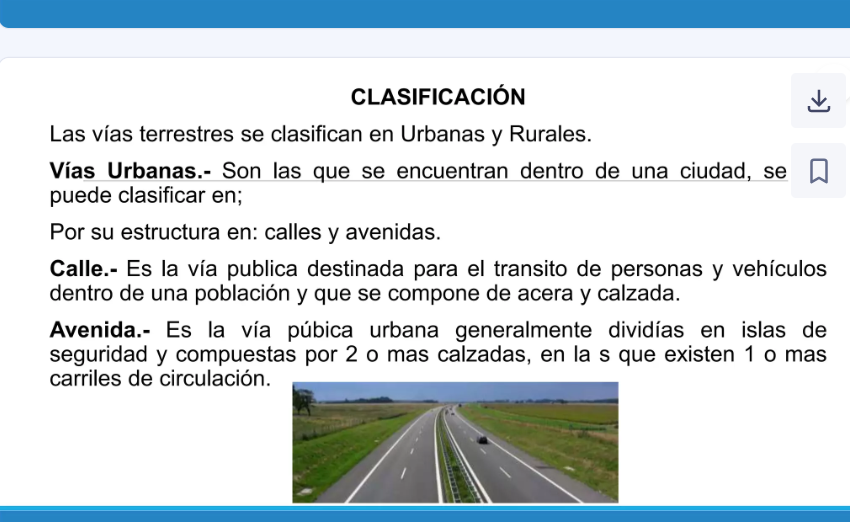 CLASIFICACIÓN
Las vías terrestres se clasifican en Urbanas y Rurales.
Vías Urbanas.- Son las que se encuentran dentro de una ciudad, se
puede clasificar en;
Por su estructura en: calles y avenidas.
Calle.- Es la vía publica destinada para el transito de personas y vehículos
dentro de una población y que se compone de acera y calzada.
Avenida.- Es la vía púbica urbana generalmente dividías en islas de
seguridad y compuestas por 2 o mas calzadas, en la s que existen 1 o mas
carriles de circulación.